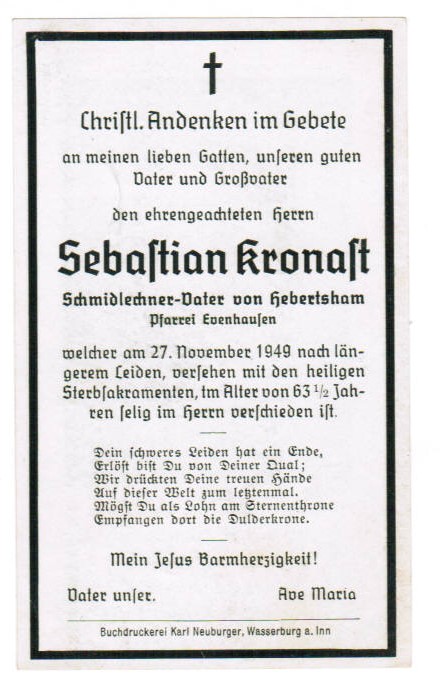 Christl. Andenken im Gebete
an meinen lieben Gatten, unseren guten
Vater und Großvater
den ehrengeachteten Herrn
Sebastian Kronast
Schmidlechner-Vater von Hebertsham
Pfarrei Evenhausen
welcher am 27. November 1949 nach län-
gerem Leiden, versehen mit den heiligen
Sterbsakramenten, im Alter von 63 ½ Jah-
ren selig im Herrn verschieden ist.
Dein schweres Leiden hat ein Ende,
Erlöst bist Du von Deiner Qual;
Wir drückten Deine treuen Hände
Auf dieser Welt zum letztenmal.
Mögst Du als Lohn am Sternenthrone
Empfangen dort die Dulderkrone.
Mein Jesus Barmherzigkeit!
Vater unser. Ave Maria
Buchdruckerei Karl Neuburger, Wasserburg a. Inn